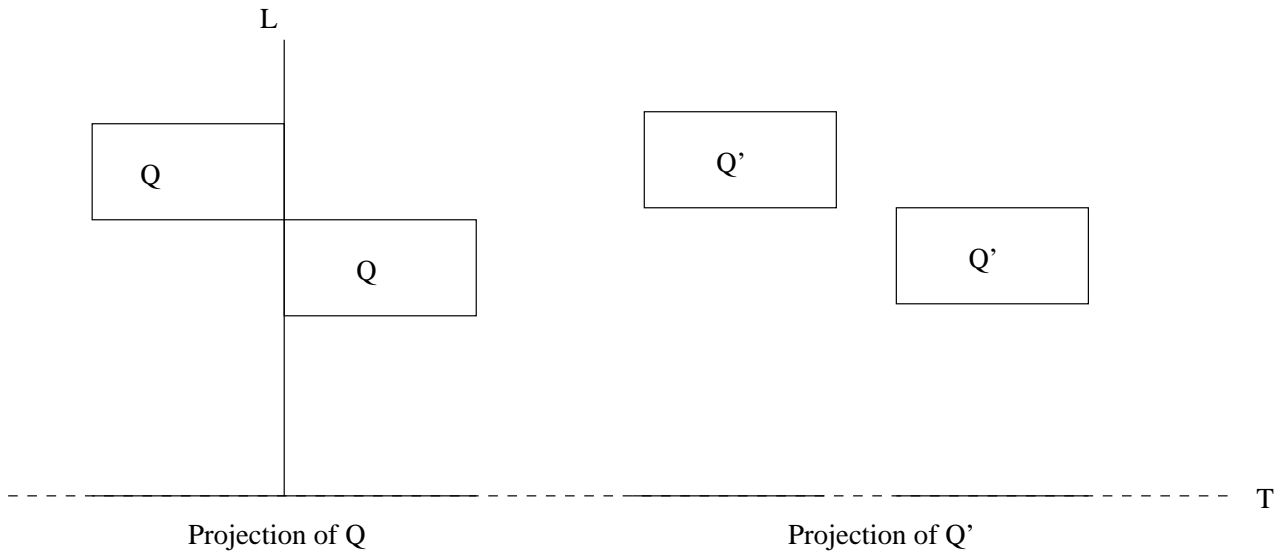 L
Q
Q
Q’
Q’
T
Projection of Q
Projection of Q’